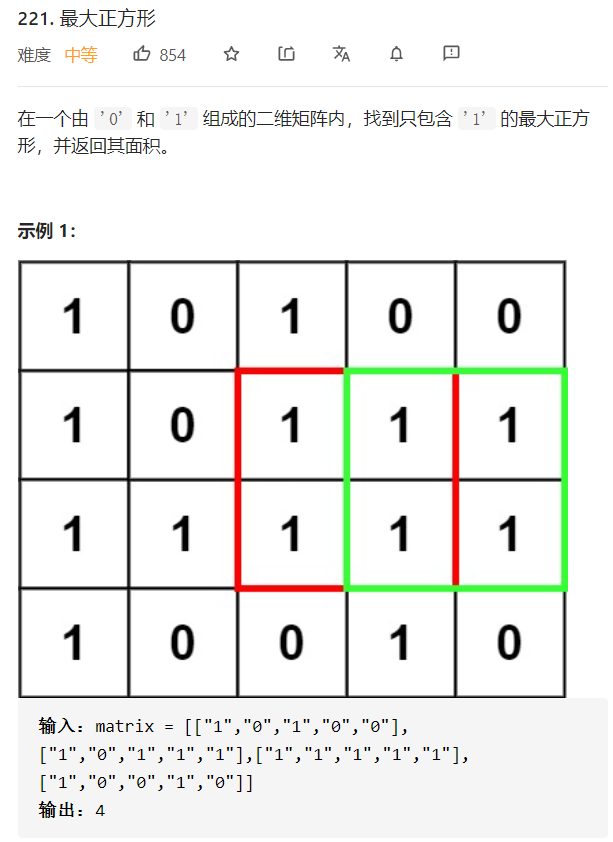 221. 最大正方形
难度 中等 854
在一个由 '0' 和 '1' 组成的二维矩阵内，找到只包含 '1' 的最大正方
形，并返回其面积。
示例 1：
1 0 1 0 0
1 0 1 1 1
1 1 1 1 1
1 0 0 1 0
输入：matrix = [["1","0","1","0","0"],
["1","0","1","1","1"],["1","1","1","1","1"],
["1","0","0","1","0"]]
输出：4